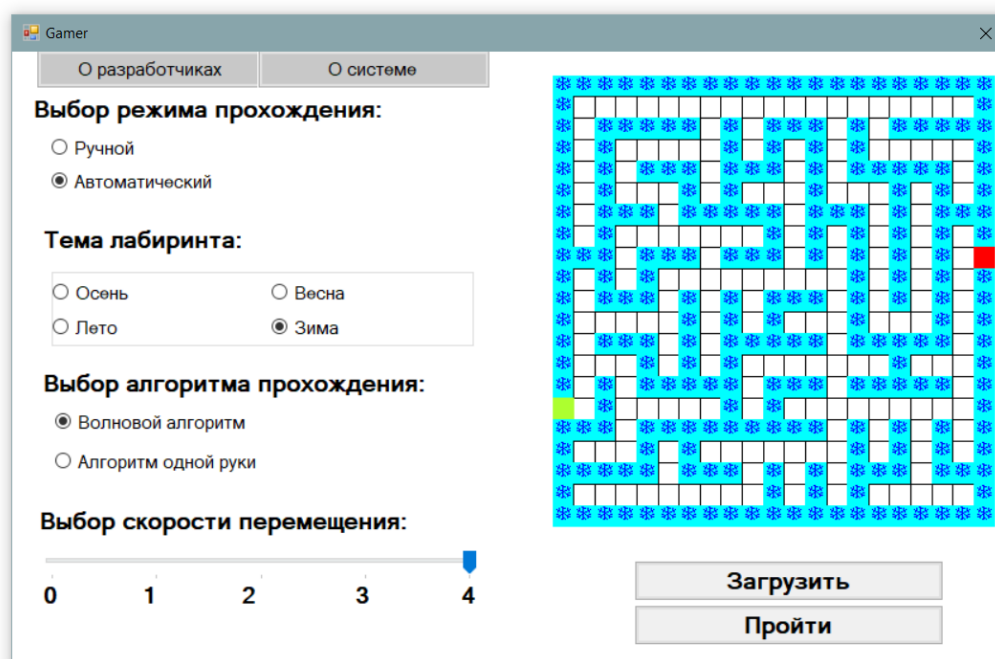 Gamer
О разработчиках О системе
Выбор режима прохождения:
Ручной
Автоматический
Тема лабиринта:
Осень Весна
Лето Зима
Выбор алгоритма прохождения:
Волновой алгоритм
Алгоритм одной руки
Выбор скорости перемещения:
0 1 2 3 4
Загрузить
Пройти